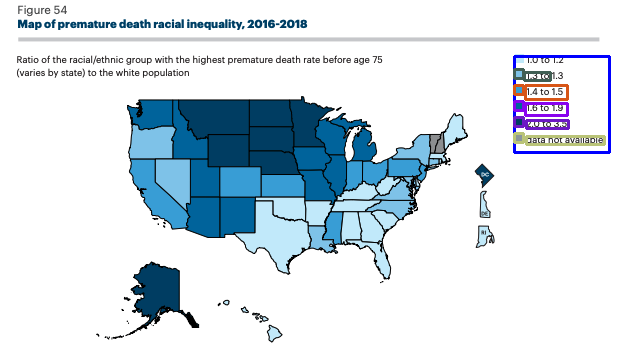 Figure 54
Map of premature death racial inequality, 2016-2018
Ratio of the racial/ethnic group with the highest premature death rate before age 75
(varies by state) to the white population
1.0 to 1.2
1.3 to 1.3
1.4 to 1.5
1.6 to 1.9
2.0 to 3.5
data not available
DC
DE
RI